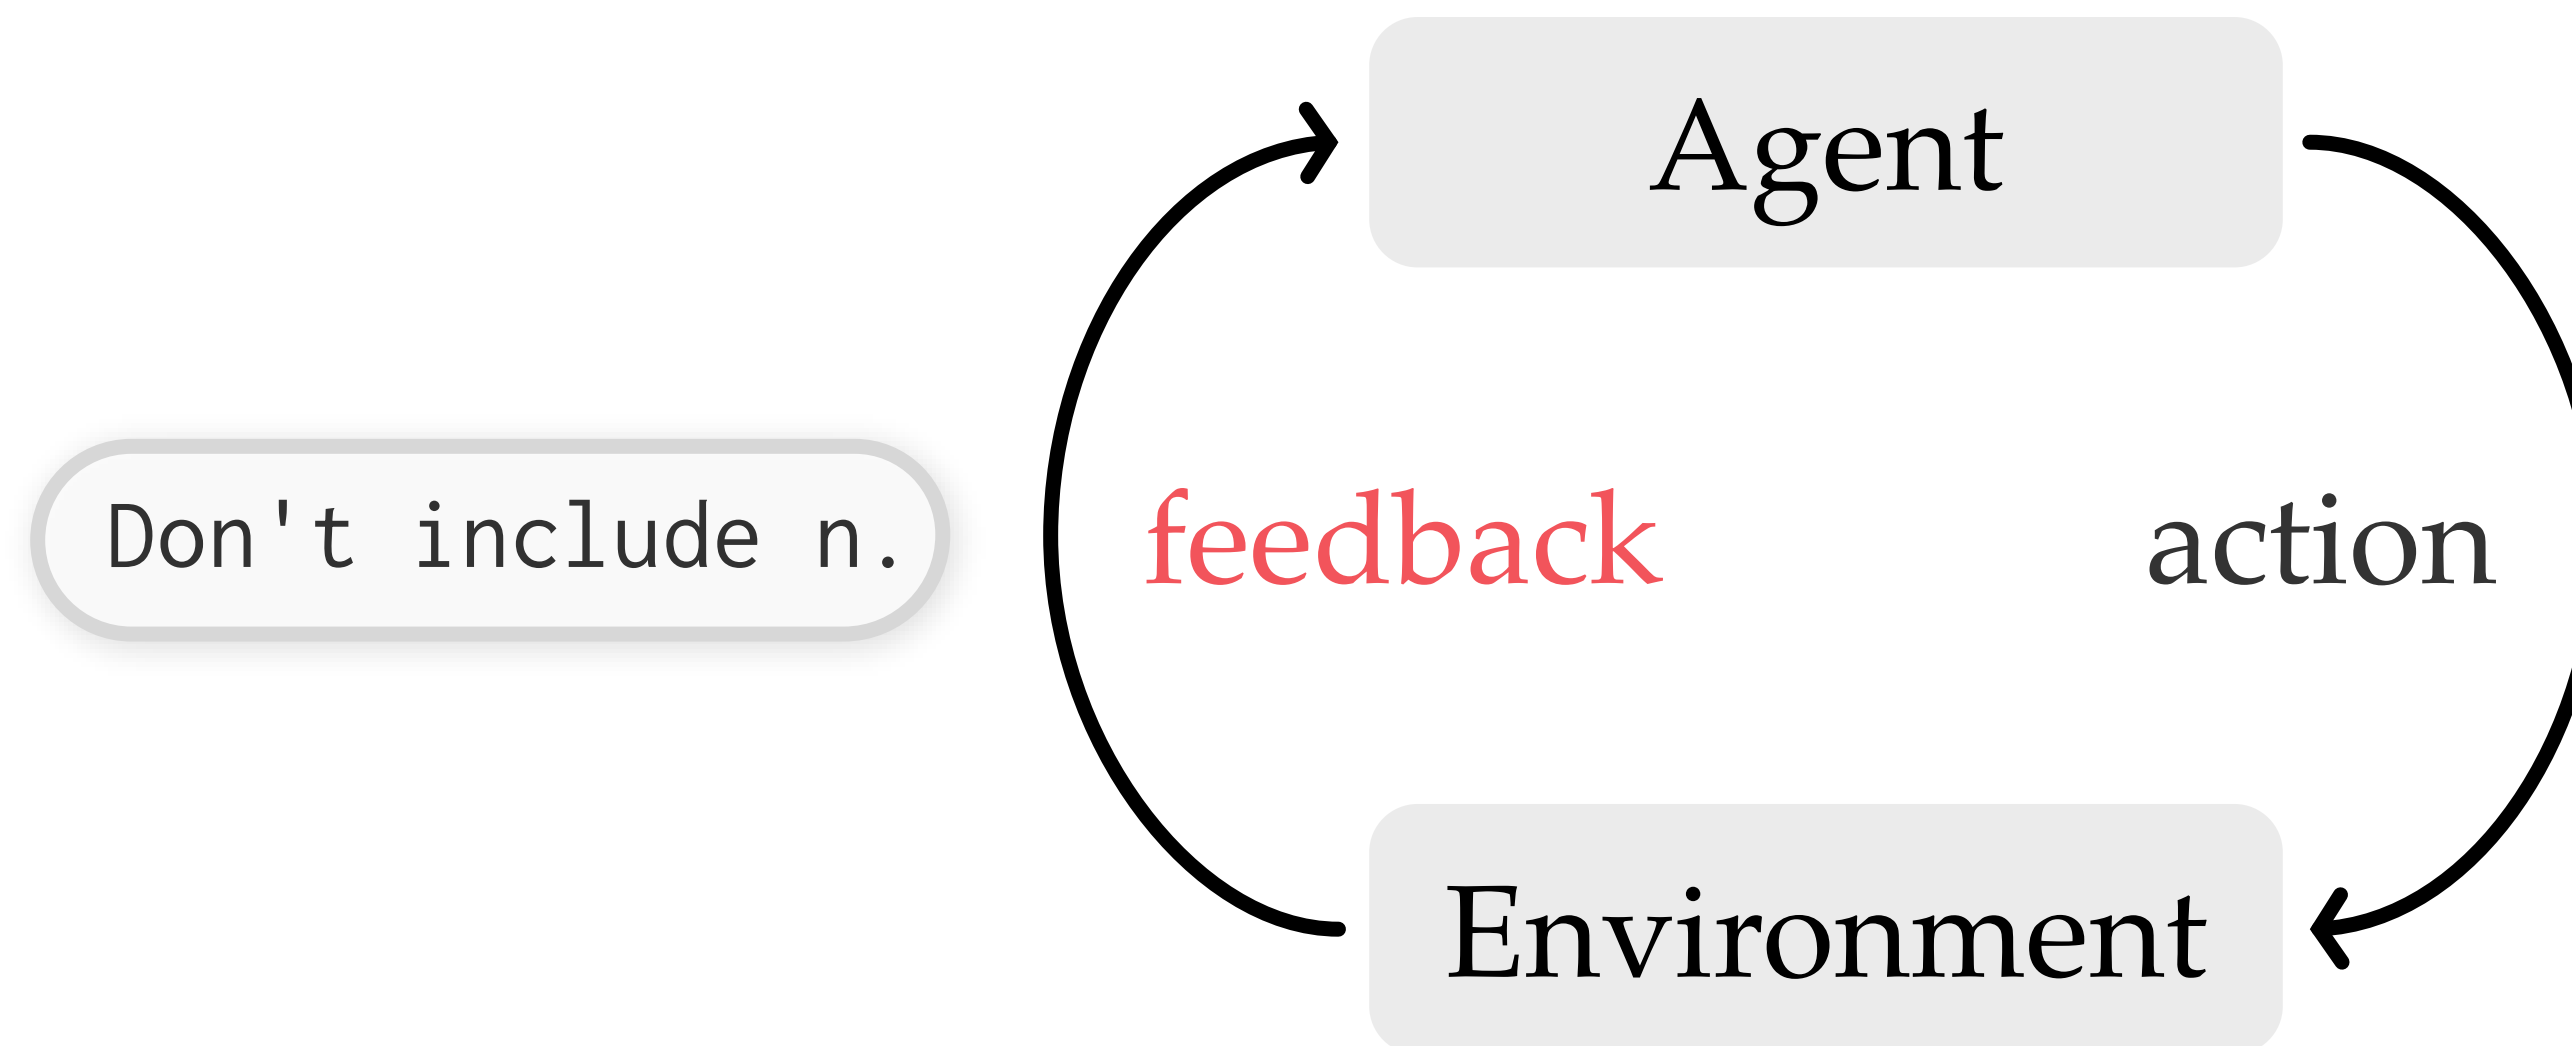 Agent
Don't include n.
feedback
action
Environment